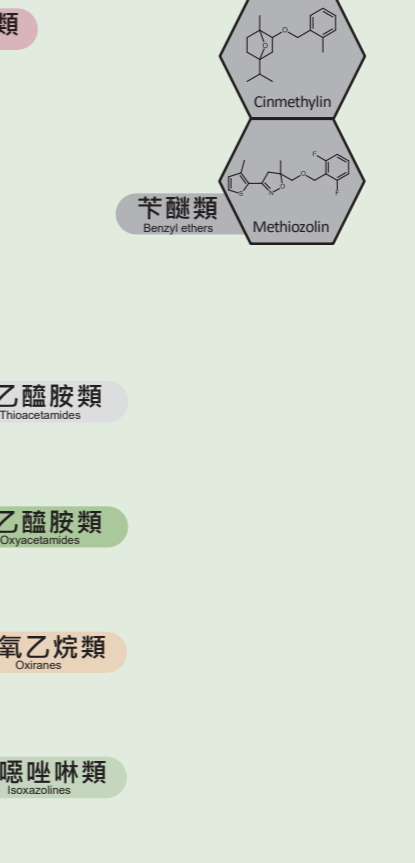 類
Cinmethylin
Methiozolin
苄醚類
Benzyl ethers
乙醯胺類
Thioacetamides
乙醯胺類
Oxyacetamides
氧乙烷類
Oxiranes
噁唑啉類
Isoxazolines